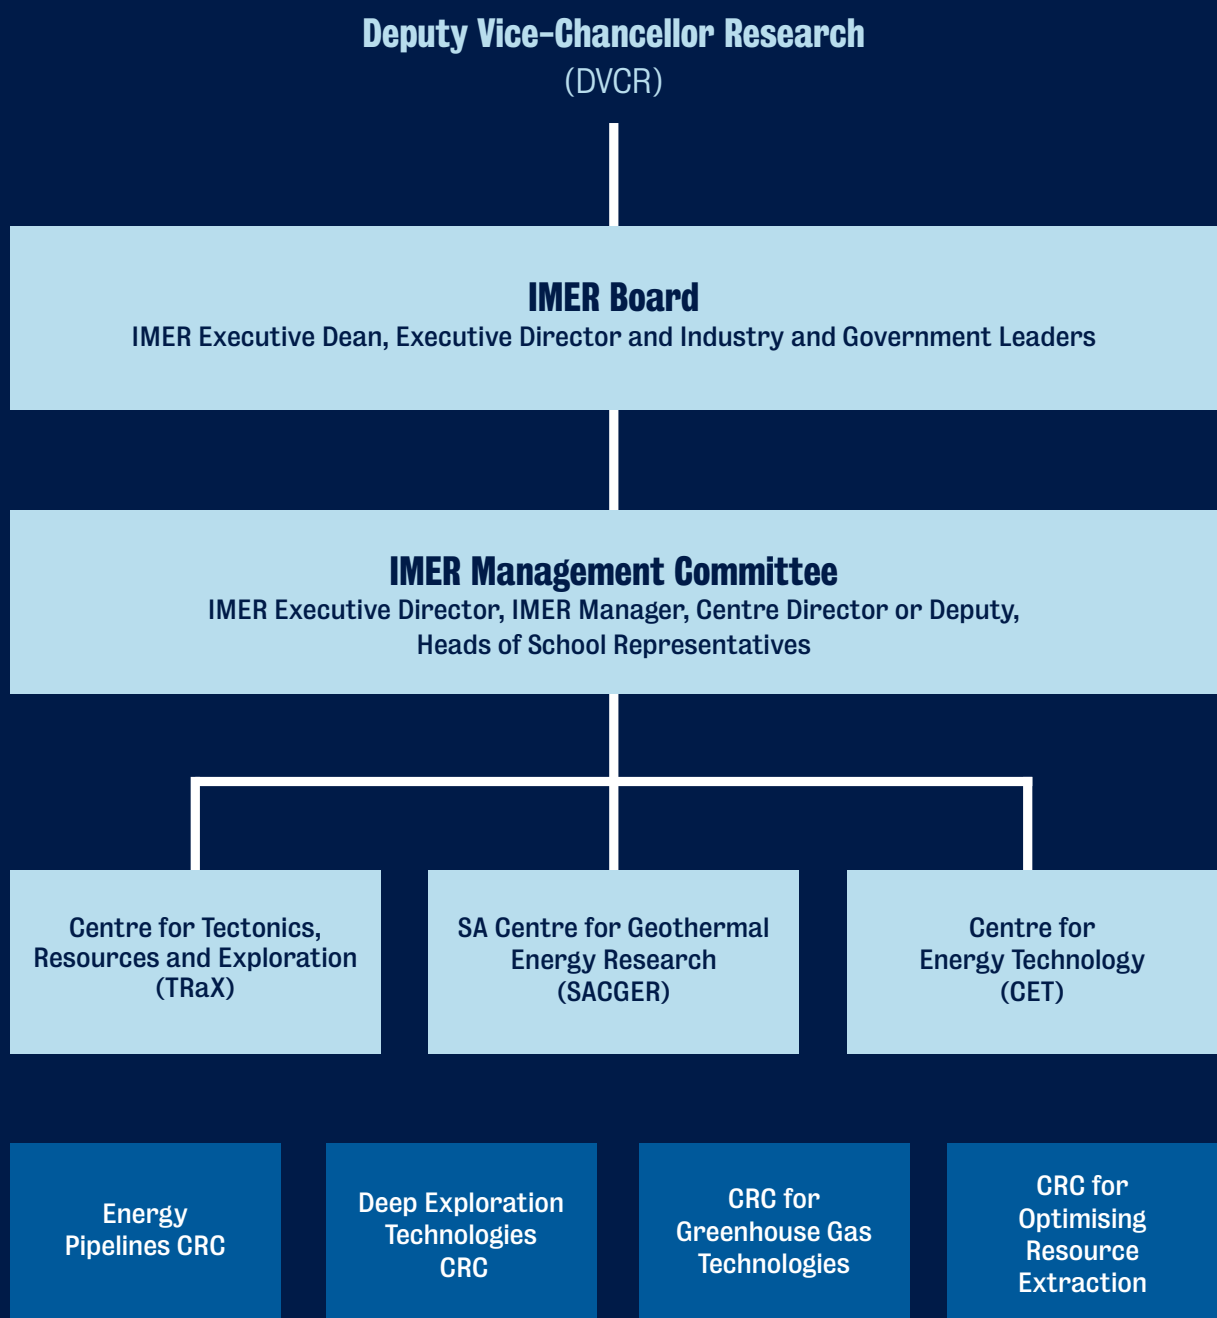 Deputy Vice-Chancellor Research
(DVCR)
IMER Board
IMER Executive Dean, Executive Director and Industry and Government Leaders
IMER Management Committee
IMER Executive Director, IMER Manager, Centre Director or Deputy,
Heads of School Representatives
Centre for Tectonics,
Resources and Exploration
(TRaX)
SA Centre for Geothermal
Energy Research
(SACGER)
Centre for
Energy Technology
(CET)
Energy
Pipelines CRC
Deep Exploration
Technologies
CRC
CRC for
Greenhouse Gas
Technologies
CRC for
Optimising
Resource
Extraction